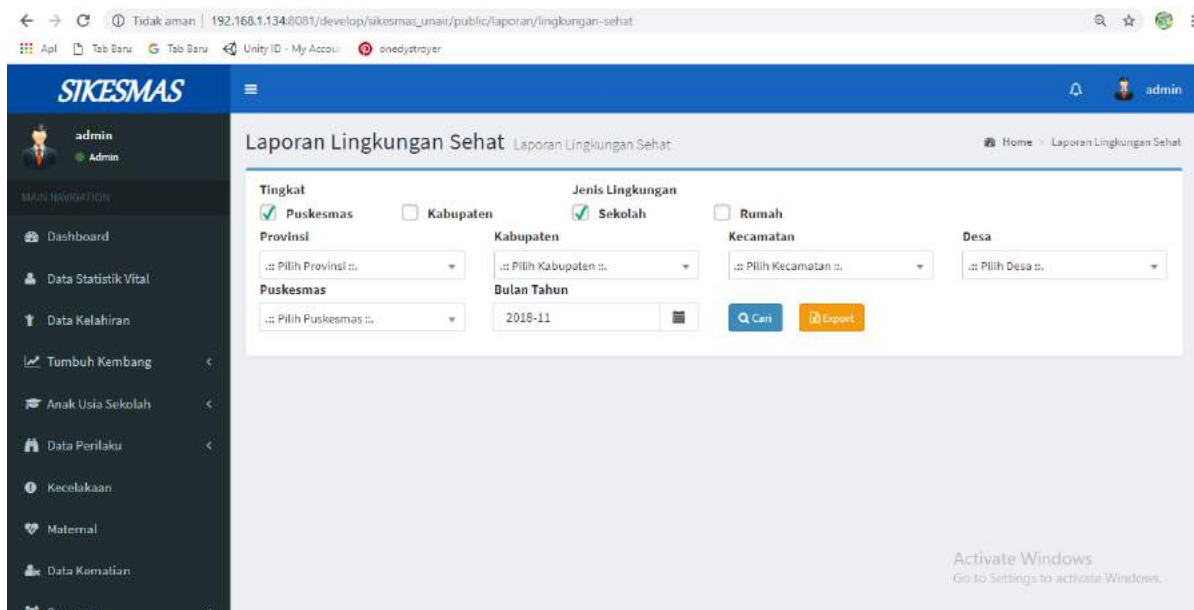 Tidak aman | 192.168.1.134:8081/develop/sikesmas_unair/public/laporan/lingkungan-sehat
Apl Tab Baru Tab Baru Unity ID - My Accou onedystroyer
SIKESMAS admin
admin
Admin
Laporan Lingkungan Sehat Laporan Lingkungan Sehat Home > Laporan Lingkungan Sehat
MAIN NAVIGATION
Dashboard
Data Statistik Vital
Data Kelahiran
Tumbuh Kembang
Anak Usia Sekolah
Data Perilaku
Kecelakaan
Maternal
Data Kematian
Tingkat Jenis Lingkungan
Puskesmas Kabupaten Sekolah Rumah
Provinsi Kabupaten Kecamatan Desa
.:: Pilih Provinsi ::. .:: Pilih Kabupaten ::. .:: Pilih Kecamatan ::. .:: Pilih Desa ::.
Puskesmas Bulan Tahun
.:: Pilih Puskesmas ::. 2018-11 Cari Export
Activate Windows
Go to Settings to activate Windows.